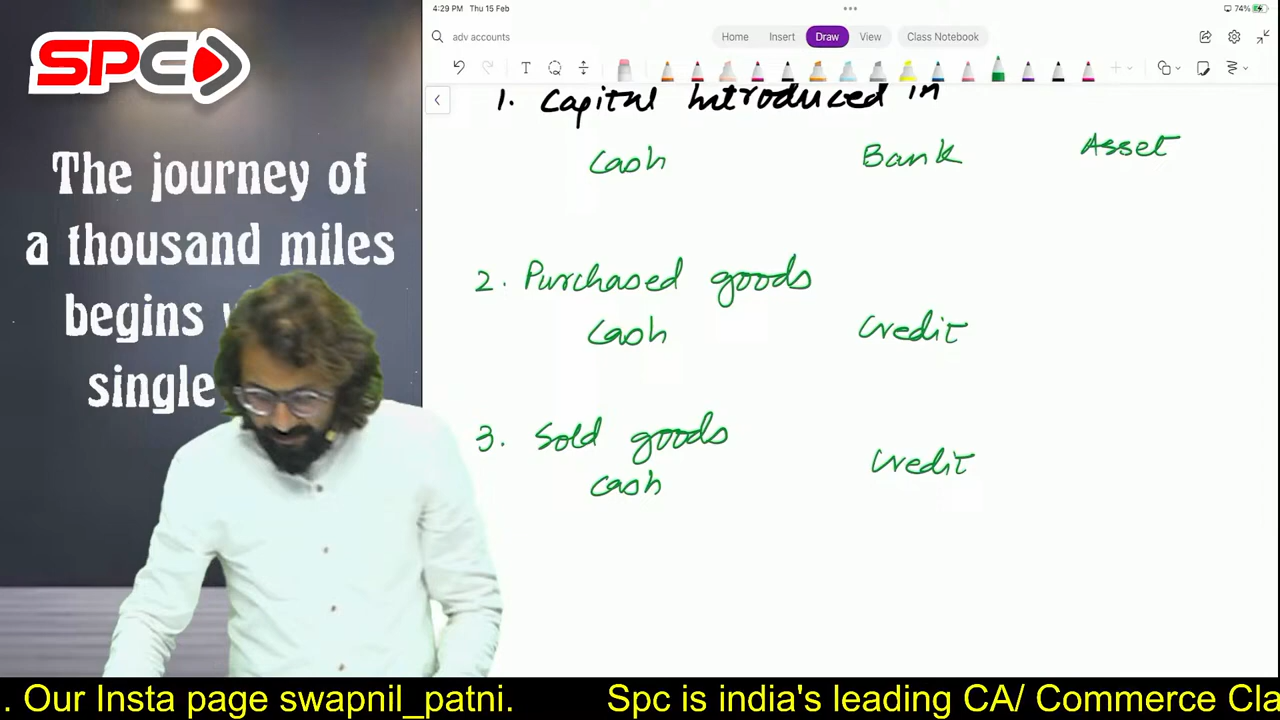 4:29 PM Thu 15 Feb
74%
adv accounts
Home Insert Draw View Class Notebook
SPC
The journey of
a thousand miles
begins
single
1. Capital Introduced in
Cash Bank Asset
2. Purchased goods
Cash Credit
3. Sold goods
Cash Credit
. Our Insta page swapnil_patni. Spc is india's leading CA/ Commerce Cla